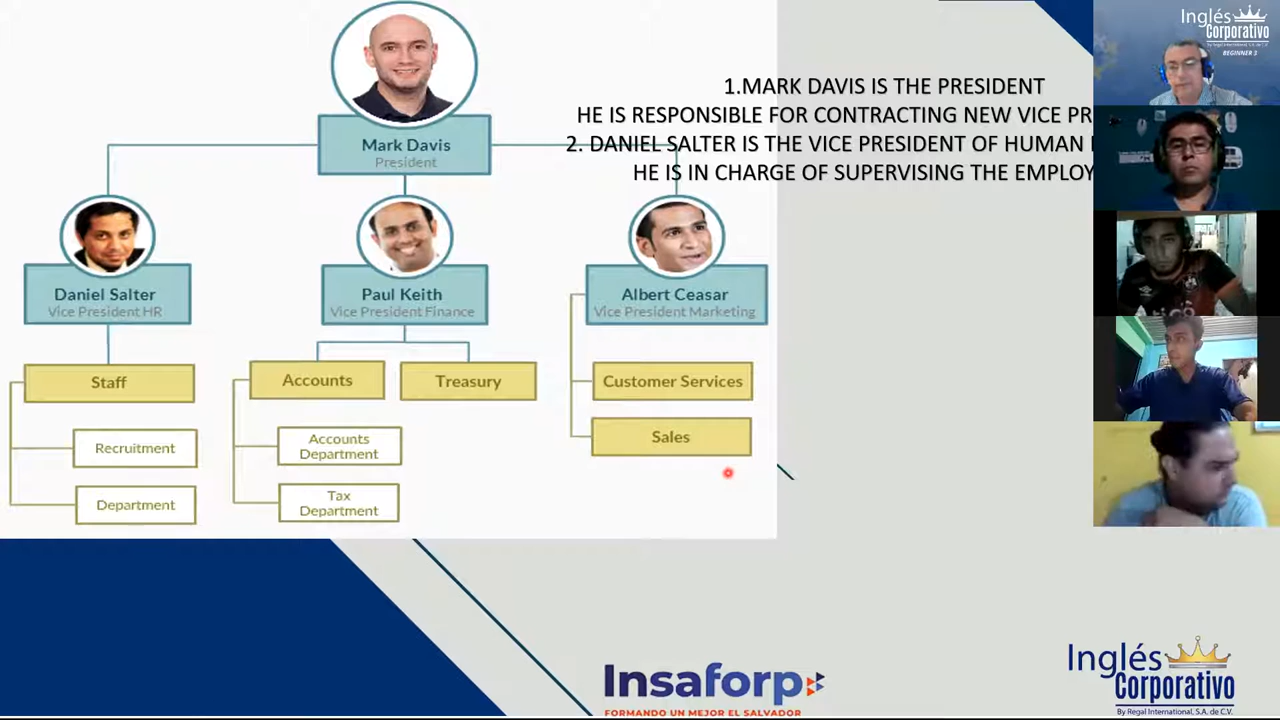 Mark Davis
President
1.MARK DAVIS IS THE PRESIDENT
HE IS RESPONSIBLE FOR CONTRACTING NEW VICE PR
2. DANIEL SALTER IS THE VICE PRESIDENT OF HUMAN
HE IS IN CHARGE OF SUPERVISING THE EMPLOY
Daniel Salter
Vice President HR
Paul Keith
Vice President Finance
Albert Ceasar
Vice President Marketing
Staff
Recruitment
Department
Accounts
Treasury
Accounts
Department
Tax
Department
Customer Services
Sales
Inglés
Corporativo
By Regal International, S.A. de C.V.
BEGINNER 3
Insaforp
FORMANDO UN MEJOR EL SALVADOR
Inglés
Corporativo
By Regal International, S.A. de C.V.